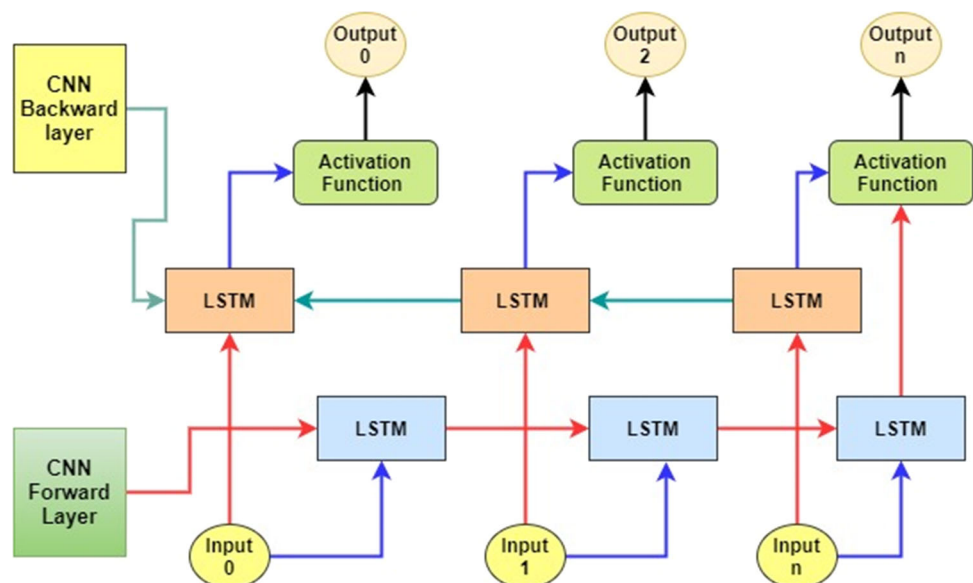 Output
0
Output
2
Output
n
CNN
Backward
layer
Activation
Function
Activation
Function
Activation
Function
LSTM
LSTM
LSTM
LSTM
LSTM
LSTM
CNN
Forward
Layer
Input
0
Input
1
Input
n